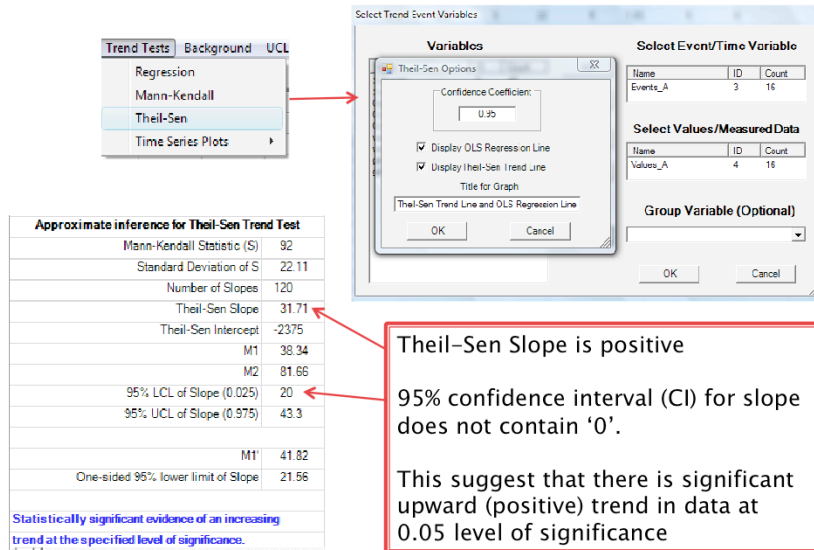 Select Trend Event Variables
Trend Tests Background UCL
Regression
Mann-Kendall
Theil-Sen
Time Series Plots
Variables
Theil-Sen Options
Confidence Coefficient
0.95
Display OLS Regression Line
Display Theil-Sen Trend Line
Title for Graph
Theil-Sen Trend Line and OLS Regression Line
OK Cancel
Select Event/Time Variable
Name ID Count
Events_A 3 16
Select Values/Measured Data
Name ID Count
Values_A 4 16
Group Variable (Optional)
OK Cancel
Approximate inference for Theil-Sen Trend Test
Mann-Kendall Statistic (S) 92
Standard Deviation of S 22.11
Number of Slopes 120
Theil-Sen Slope 31.71
Theil-Sen Intercept -2375
M1 38.34
M2 81.66
95% LCL of Slope (0.025) 20
95% UCL of Slope (0.975) 43.3
M1' 41.82
One-sided 95% lower limit of Slope 21.56
Statistically significant evidence of an increasing
trend at the specified level of significance.
Theil-Sen Slope is positive
95% confidence interval (CI) for slope
does not contain ‘0’.
This suggest that there is significant
upward (positive) trend in data at
0.05 level of significance